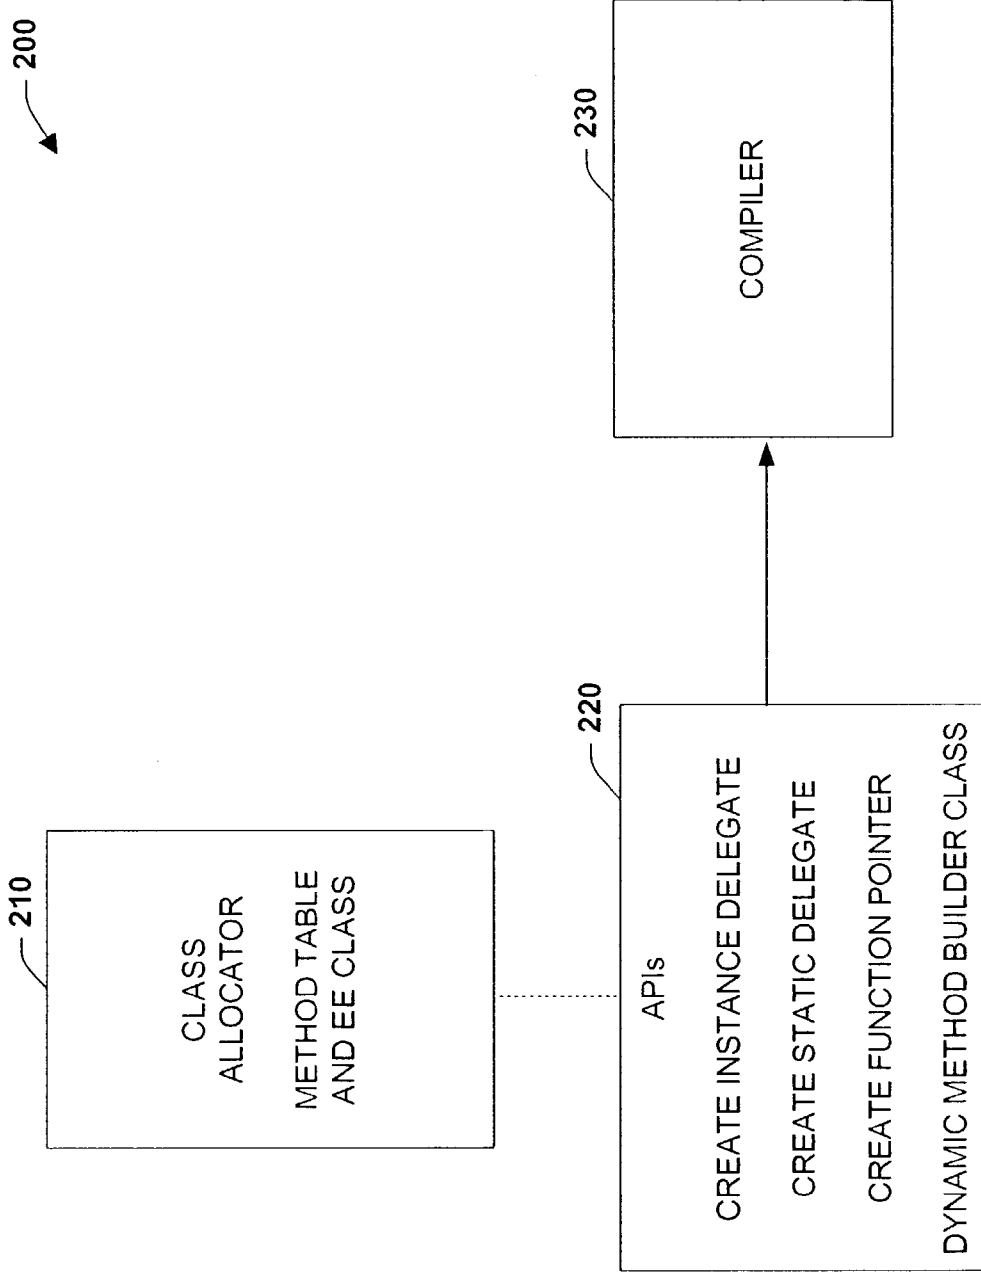 200
210
CLASS
ALLOCATOR
METHOD TABLE
AND EE CLASS
220
APIs
CREATE INSTANCE DELEGATE
CREATE STATIC DELEGATE
CREATE FUNCTION POINTER
DYNAMIC METHOD BUILDER CLASS
230
COMPILER